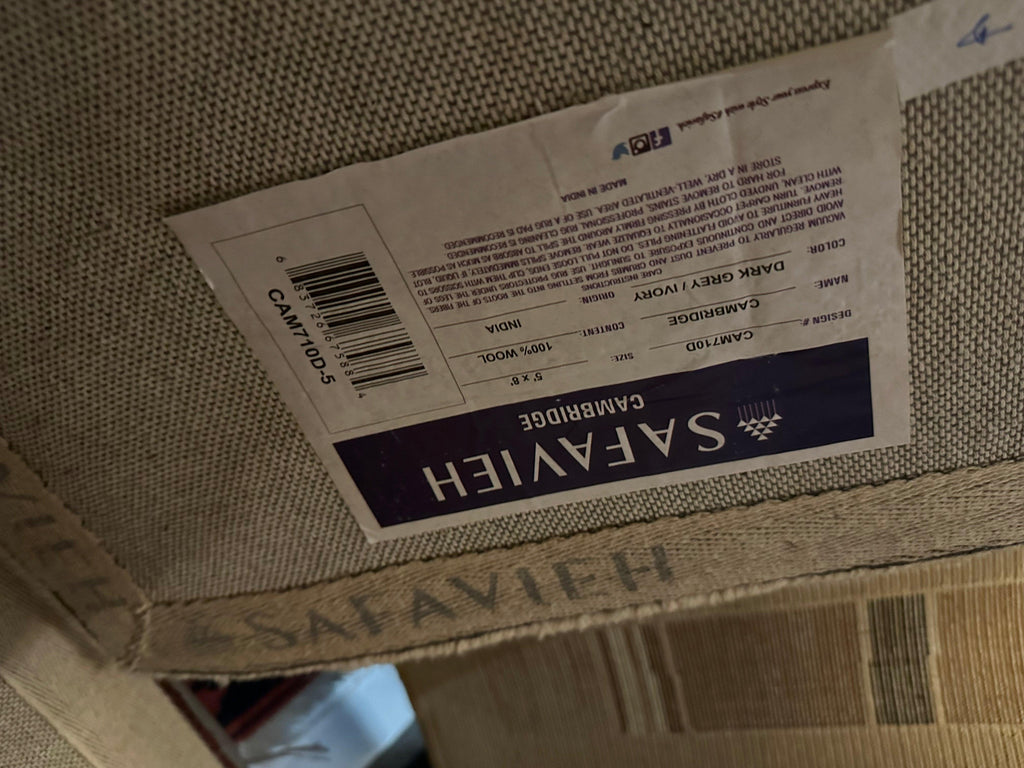 SAFAVIEH
CAMBRIDGE
DESIGN #: CAM710D
SIZE: 5' x 8'
NAME: CAMBRIDGE
CONTENT: 100% WOOL
COLOR: DARK GREY / IVORY
ORIGIN: INDIA
CARE INSTRUCTIONS
VACUUM REGULARLY TO PREVENT DUST AND CRUMBS FROM SETTLING INTO THE ROOTS OF THE FIBERS.
AVOID DIRECT AND CONTINUOUS EXPOSURE TO SUNLIGHT. USE RUG PROTECTORS UNDER THE LEGS OF
HEAVY FURNITURE TO AVOID FLATTENING PILES. DO NOT PULL LOOSE ENDS, CLIP THEM WITH SCISSORS TO
REMOVE. TURN CARPET OCCASIONALLY TO EQUALIZE WEAR. REMOVE SPILLS IMMEDIATELY, IF LIQUID, BLOT
WITH CLEAN, UNDYED CLOTH BY PRESSING FIRMLY AROUND THE SPILL TO ABSORB AS MUCH AS POSSIBLE.
FOR HARD TO REMOVE STAINS, PROFESSIONAL RUG CLEANING IS RECOMMENDED.
STORE IN A DRY, WELL-VENTILATED AREA. USE OF A RUG PAD IS RECOMMENDED.
MADE IN INDIA
Express your Style with #Safavieh
CAM710D-5
SAFAVIEH
VIEH